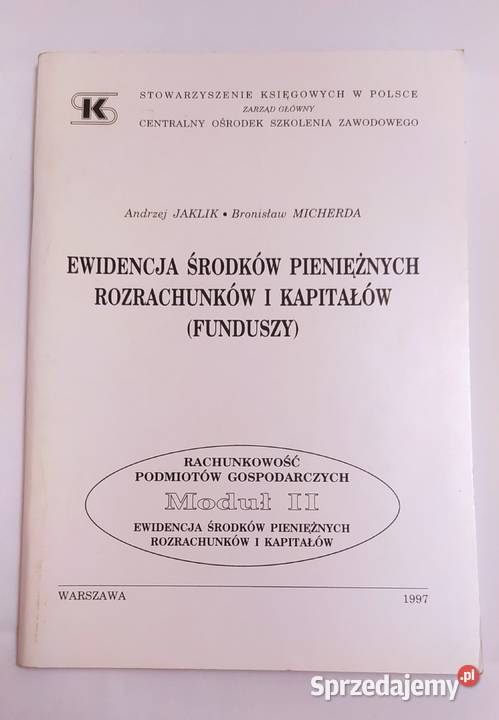 SKP
STOWARZYSZENIE KSIĘGOWYCH W POLSCE
ZARZĄD GŁÓWNY
CENTRALNY OŚRODEK SZKOLENIA ZAWODOWEGO
Andrzej JAKLIK • Bronisław MICHERDA
EWIDENCJA ŚRODKÓW PIENIĘŻNYCH
ROZRACHUNKÓW I KAPITAŁÓW
(FUNDUSZY)
RACHUNKOWOŚĆ
PODMIOTÓW GOSPODARCZYCH
Moduł II
EWIDENCJA ŚRODKÓW PIENIĘŻNYCH
ROZRACHUNKÓW I KAPITAŁÓW
WARSZAWA 1997
Sprzedajemy.pl